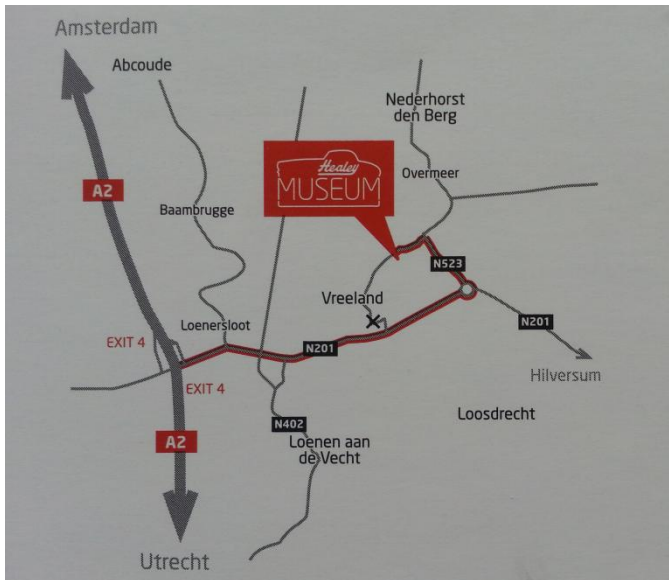 Amsterdam
Abcoude
Nederhorst
den Berg
Healey
MUSEUM
Overmeer
A2
Baambrugge
N523
Vreeland
Loenersloot
N201
N201
EXIT 4
Hilversum
EXIT 4
Loosdrecht
N402
A2
Loenen aan
de Vecht
Utrecht